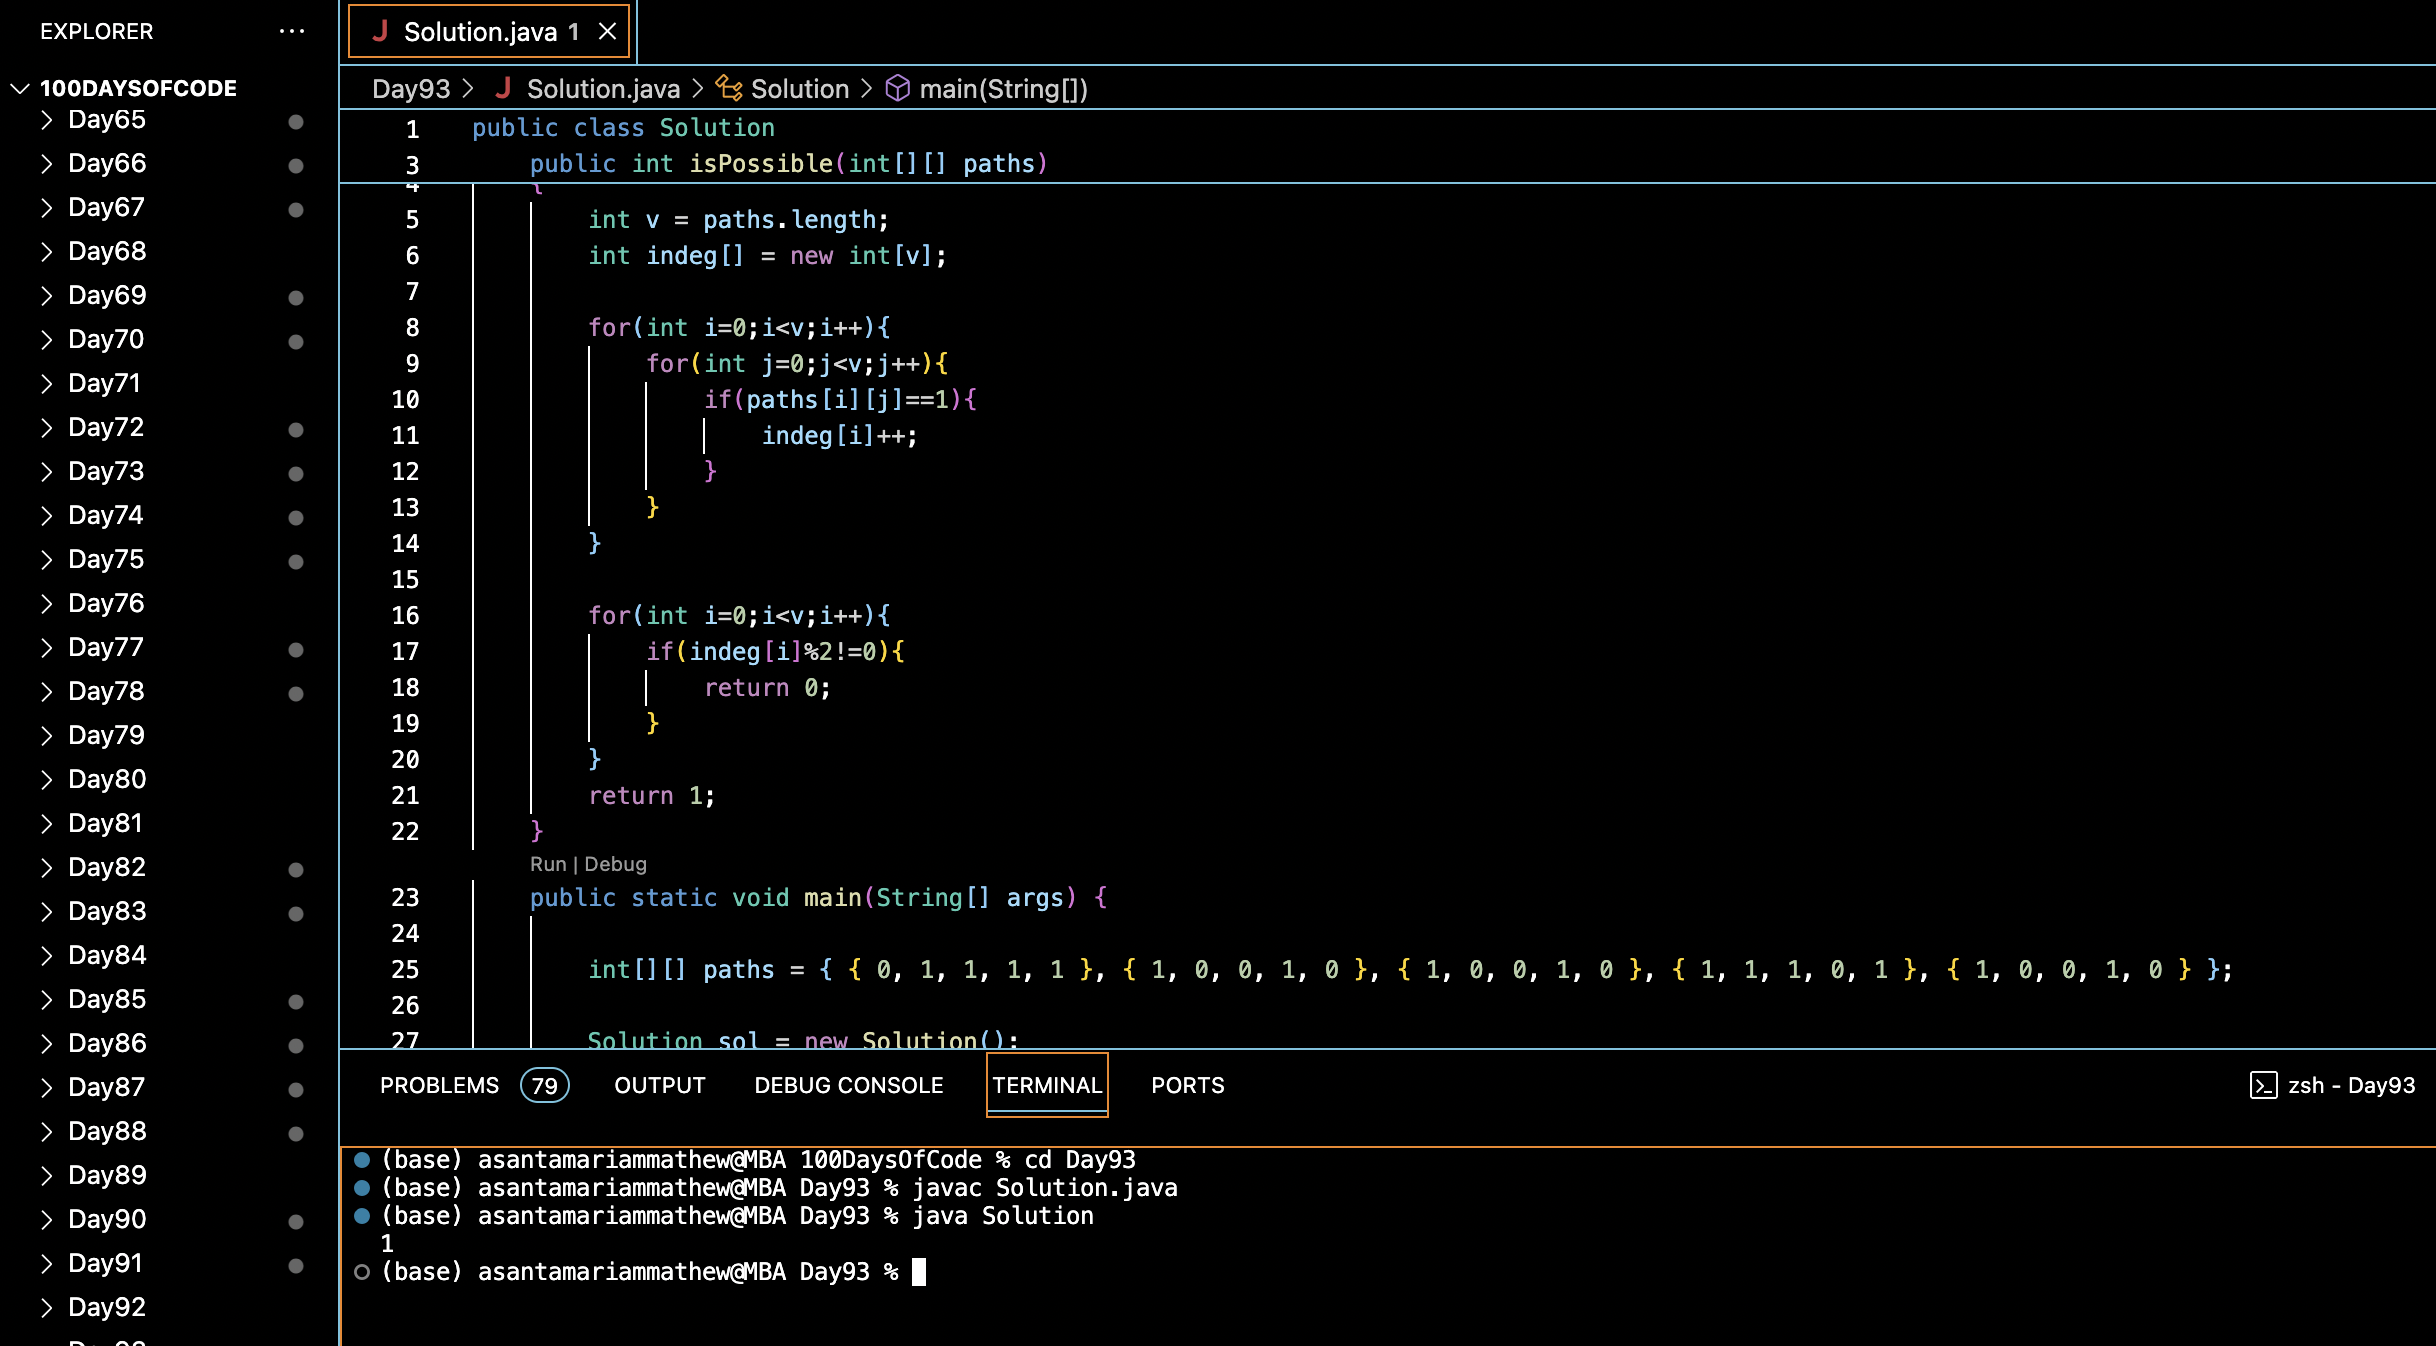 EXPLORER ...
100DAYSOFCODE
Day65
Day66
Day67
Day68
Day69
Day70
Day71
Day72
Day73
Day74
Day75
Day76
Day77
Day78
Day79
Day80
Day81
Day82
Day83
Day84
Day85
Day86
Day87
Day88
Day89
Day90
Day91
Day92
J Solution.java 1 ×
Day93 > J Solution.java > Solution > main(String[])
1 public class Solution
3 public int isPossible(int[][] paths)
4 {
5 int v = paths.length;
6 int indeg[] = new int[v];
7
8 for(int i=0;i<v;i++){
9 for(int j=0;j<v;j++){
10 if(paths[i][j]==1){
11 indeg[i]++;
12 }
13 }
14 }
15
16 for(int i=0;i<v;i++){
17 if(indeg[i]%2!=0){
18 return 0;
19 }
20 }
21 return 1;
22 }
Run | Debug
23 public static void main(String[] args) {
24
25 int[][] paths = { { 0, 1, 1, 1, 1 }, { 1, 0, 0, 1, 0 }, { 1, 0, 0, 1, 0 }, { 1, 1, 1, 0, 1 }, { 1, 0, 0, 1, 0 } };
26
27 Solution sol = new Solution();
PROBLEMS 79 OUTPUT DEBUG CONSOLE TERMINAL PORTS zsh - Day93
(base) asantamariammathew@MBA 100DaysOfCode % cd Day93
(base) asantamariammathew@MBA Day93 % javac Solution.java
(base) asantamariammathew@MBA Day93 % java Solution
1
(base) asantamariammathew@MBA Day93 %